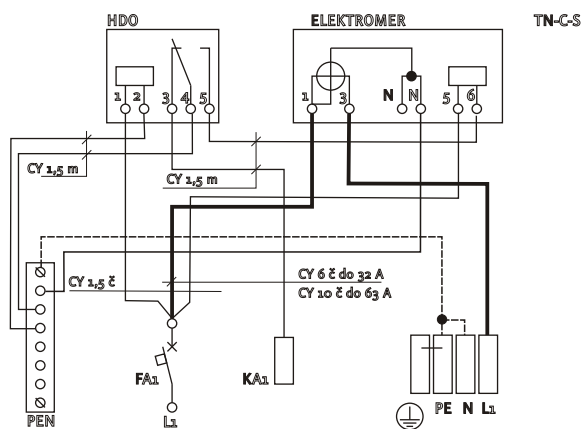 HDO ELEKTROMER TN-C-S
1 2 3 4 5 1 3 N N 5 6
CY 1,5 m
CY 1,5 m
CY 1,5 č
CY 6 č do 32 A
CY 10 č do 63 A
FA1 KA1
PE N L1
PEN L1